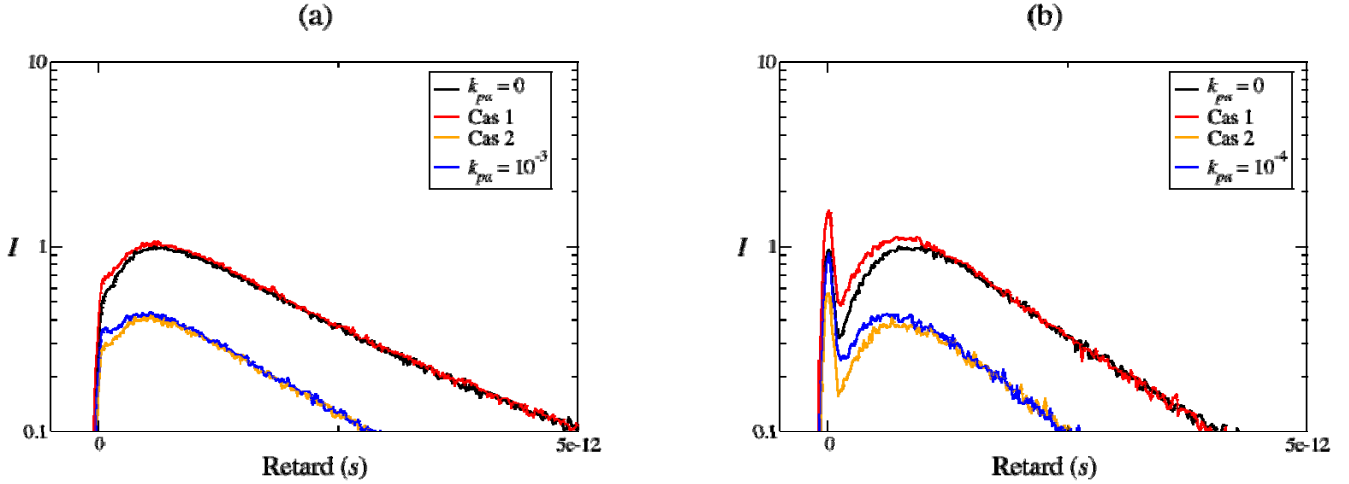 (a)
10
k_pa = 0
Cas 1
Cas 2
k_pa = 10^-3
I
1
0.1
0
5e-12
Retard (s)
(b)
10
k_pa = 0
Cas 1
Cas 2
k_pa = 10^-4
I
1
0.1
0
5e-12
Retard (s)